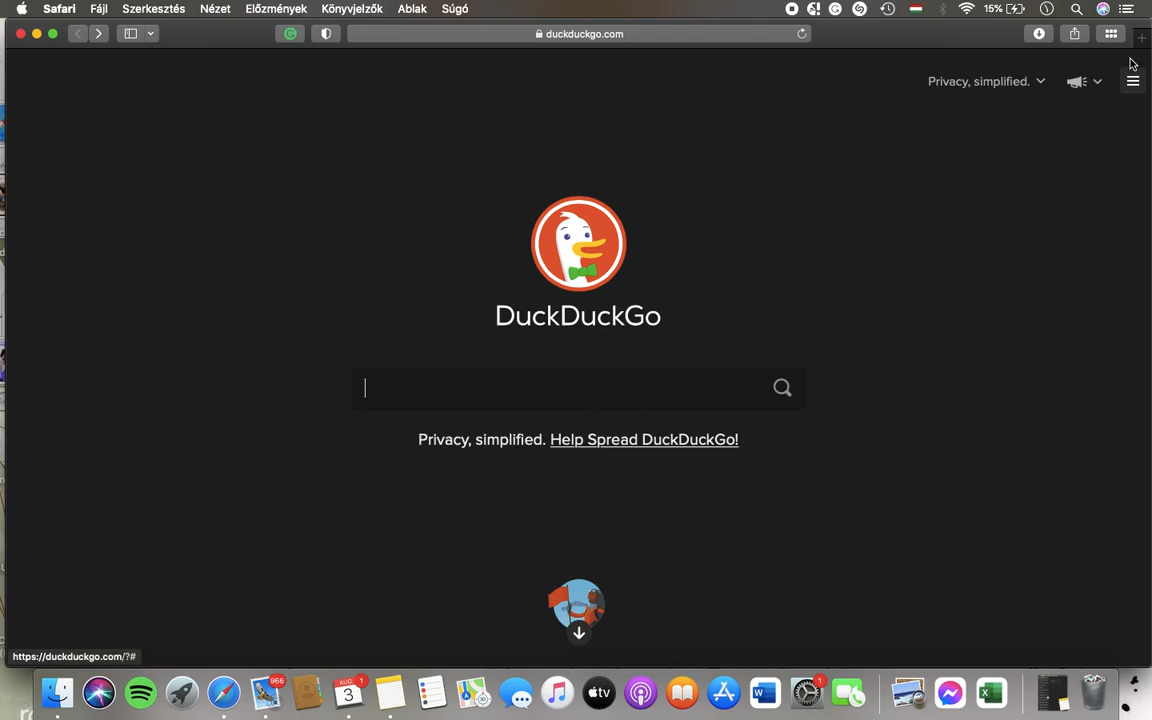 Safari Fájl Szerkesztés Nézet Előzmények Könyvjelzők Ablak Súgó 15%
duckduckgo.com
Privacy, simplified.
DuckDuckGo
Privacy, simplified. Help Spread DuckDuckGo!
https://duckduckgo.com/?#
966
AUG. 3
1
tv
W
1
X